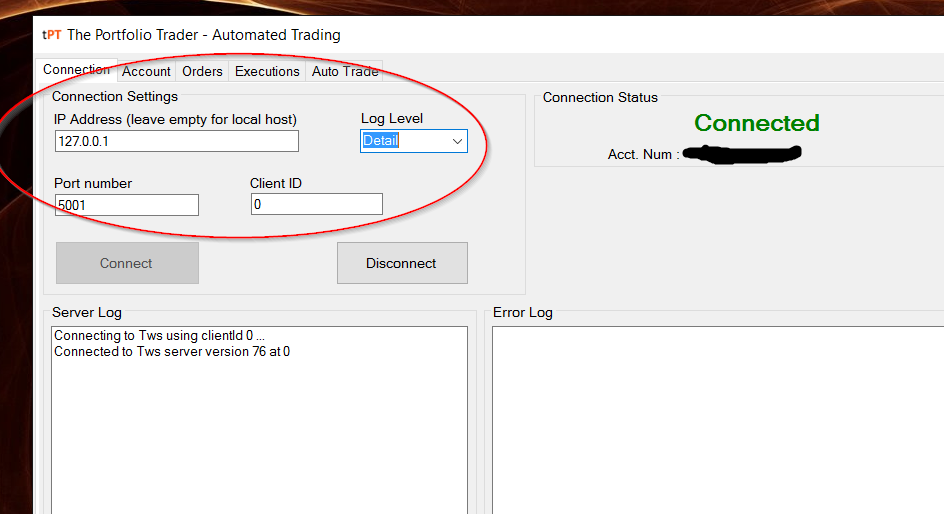 tPT The Portfolio Trader - Automated Trading
Connection Account Orders Executions Auto Trade
Connection Settings
IP Address (leave empty for local host)
Log Level
127.0.0.1
Detail
Port number
Client ID
5001
0
Connect
Disconnect
Connection Status
Connected
Acct. Num :
Server Log
Connecting to Tws using clientId 0 ...
Connected to Tws server version 76 at 0
Error Log